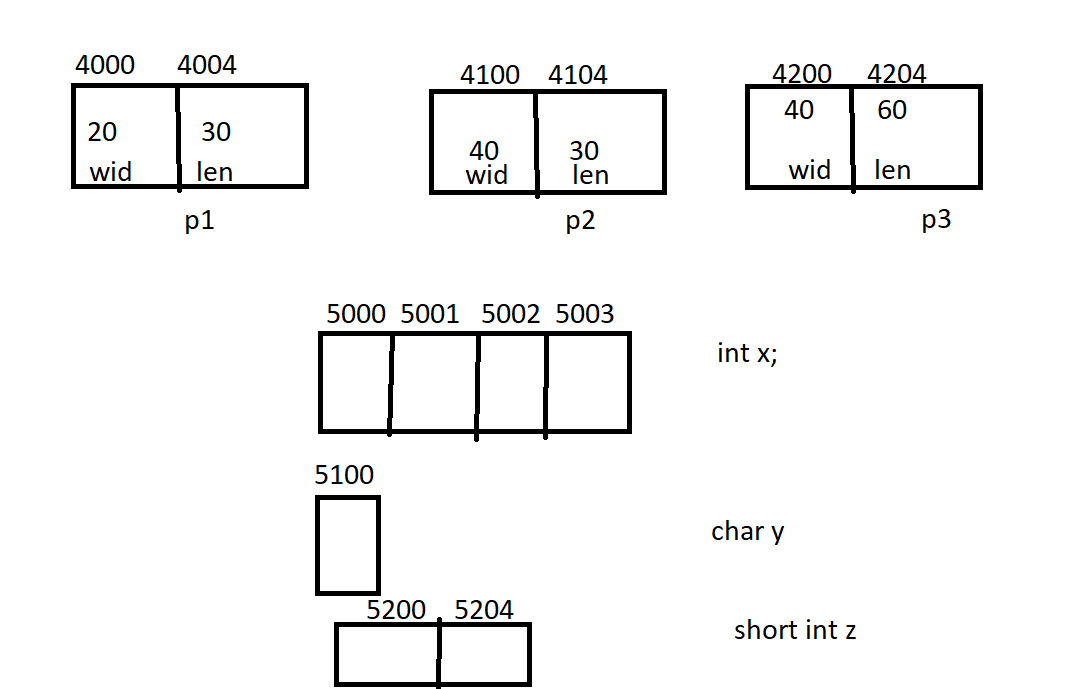 4000 4004
4100 4104
4200 4204
20 30
wid len
p1
40 30
wid len
p2
40 60
wid len
p3
5000 5001 5002 5003
int x;
5100
char y
5200 5204
short int z